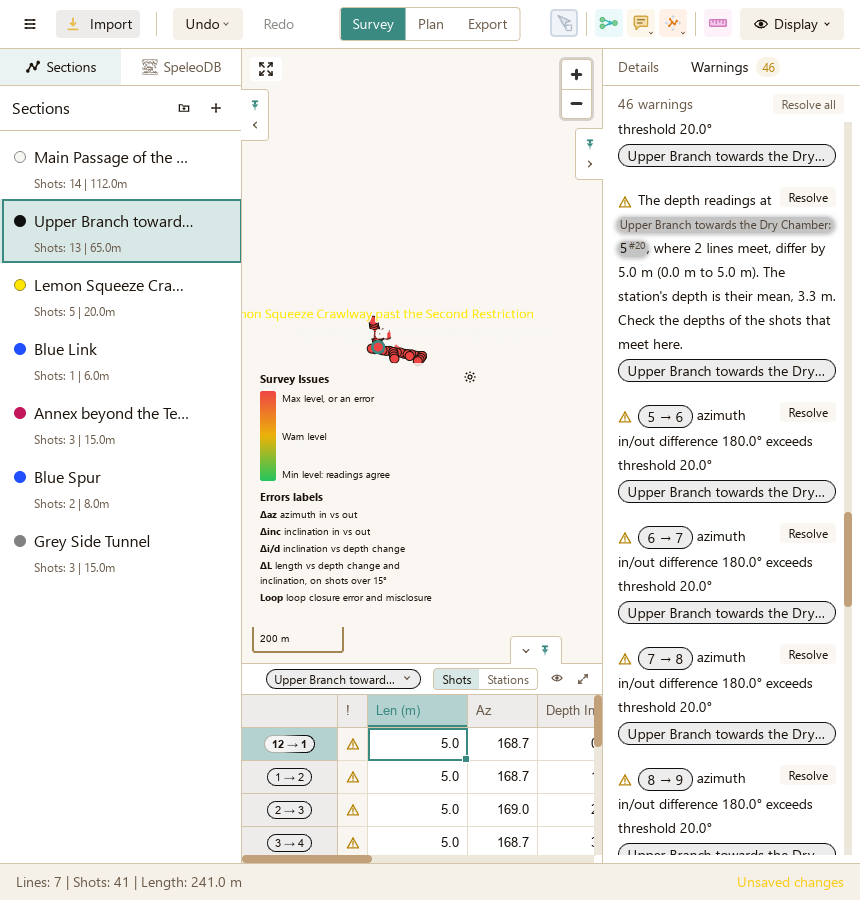 Import
Undo
Redo
Survey
Plan
Export
Display
Sections
SpeleoDB
Sections
Main Passage of the ...
Shots: 14 | 112.0m
Upper Branch toward...
Shots: 13 | 65.0m
Lemon Squeeze Cra...
Shots: 5 | 20.0m
Blue Link
Shots: 1 | 6.0m
Annex beyond the Te...
Shots: 3 | 15.0m
Blue Spur
Shots: 2 | 8.0m
Grey Side Tunnel
Shots: 3 | 15.0m
mon Squeeze Crawlway past the Second Restriction
Survey Issues
Max level, or an error
Warn level
Min level: readings agree
Errors labels
Δaz azimuth in vs out
Δinc inclination in vs out
Δi/d inclination vs depth change
ΔL length vs depth change and
inclination, on shots over 15°
Loop loop closure error and misclosure
200 m
Upper Branch toward...
Shots
Stations
! Len (m) Az Depth In
12 → 1 5.0 168.7
1 → 2 5.0 168.7
2 → 3 5.0 169.0
3 → 4 5.0 168.7
Details
Warnings 46
46 warnings
Resolve all
threshold 20.0°
Upper Branch towards the Dry...
The depth readings at
Resolve
Upper Branch towards the Dry Chamber:
5#20, where 2 lines meet, differ by
5.0 m (0.0 m to 5.0 m). The
station's depth is their mean, 3.3 m.
Check the depths of the shots that
meet here.
Upper Branch towards the Dry...
5 → 6 azimuth
Resolve
in/out difference 180.0° exceeds
threshold 20.0°
Upper Branch towards the Dry...
6 → 7 azimuth
Resolve
in/out difference 180.0° exceeds
threshold 20.0°
Upper Branch towards the Dry...
7 → 8 azimuth
Resolve
in/out difference 180.0° exceeds
threshold 20.0°
Upper Branch towards the Dry...
8 → 9 azimuth
Resolve
in/out difference 180.0° exceeds
threshold 20.0°
Upper Branch towards the Dry...
Lines: 7 | Shots: 41 | Length: 241.0 m
Unsaved changes